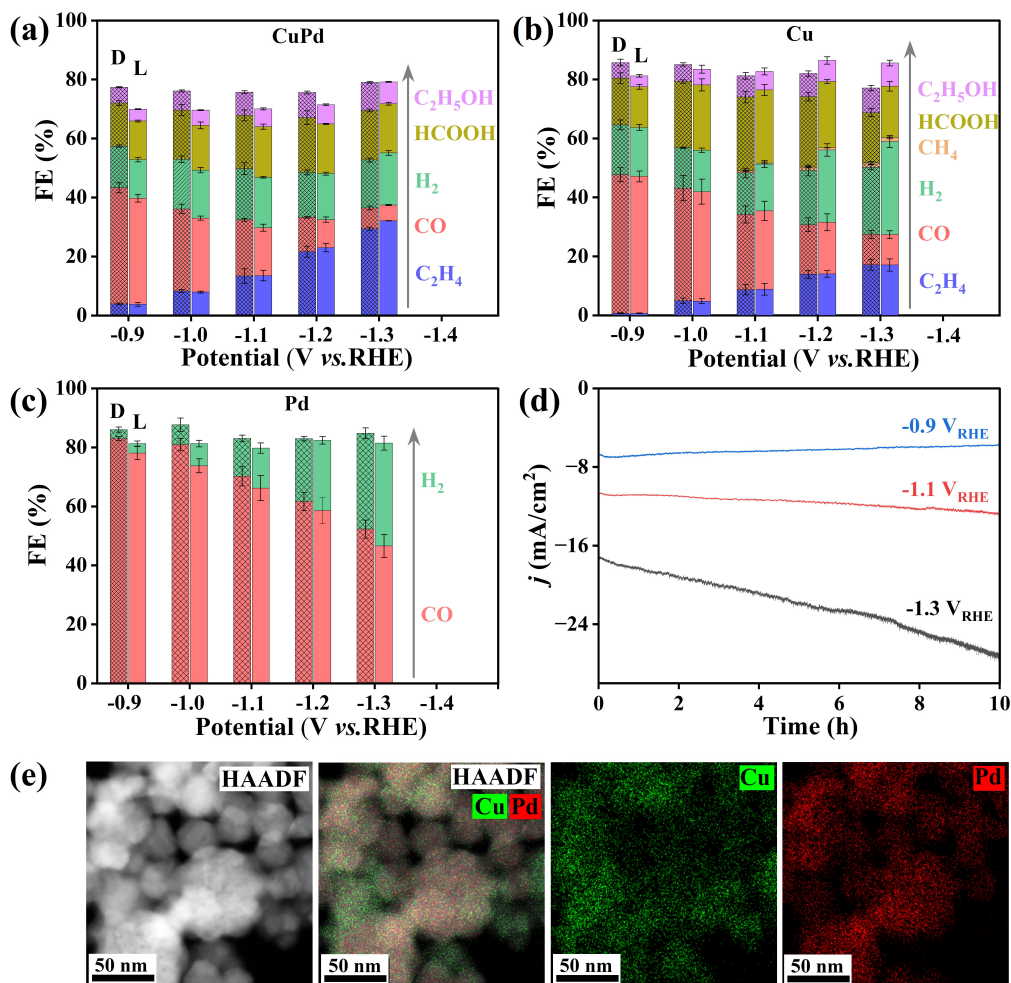 (a)
CuPd
D
L
C₂H₅OH
HCOOH
H₂
CO
C₂H₄
FE (%)
100
80
60
40
20
0
-0.9 -1.0 -1.1 -1.2 -1.3 -1.4
Potential (V vs.RHE)
(b)
Cu
D
L
C₂H₅OH
HCOOH
CH₄
H₂
CO
C₂H₄
FE (%)
100
80
60
40
20
0
-0.9 -1.0 -1.1 -1.2 -1.3 -1.4
Potential (V vs.RHE)
(c)
Pd
D
L
H₂
CO
FE (%)
100
80
60
40
20
0
-0.9 -1.0 -1.1 -1.2 -1.3 -1.4
Potential (V vs.RHE)
(d)
-0.9 V_RHE
-1.1 V_RHE
-1.3 V_RHE
j (mA/cm²)
0
−8
−16
−24
0 2 4 6 8 10
Time (h)
(e)
HAADF
50 nm
HAADF
Cu Pd
50 nm
Cu
50 nm
Pd
50 nm